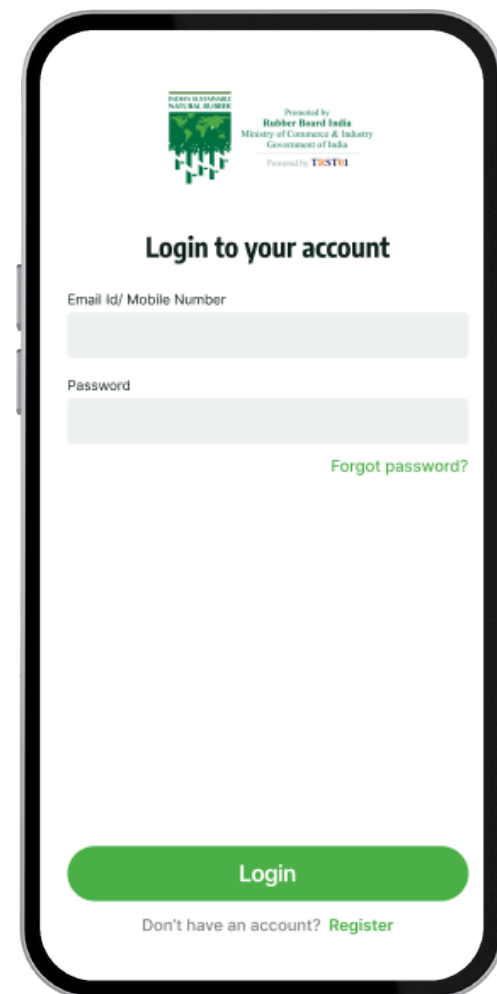 INDIAN SUSTAINABLE
NATURAL RUBBER
Promoted by
Rubber Board India
Ministry of Commerce & Industry
Government of India
Powered by TRST01
Login to your account
Email Id/ Mobile Number
Password
Forgot password?
Login
Don't have an account? Register